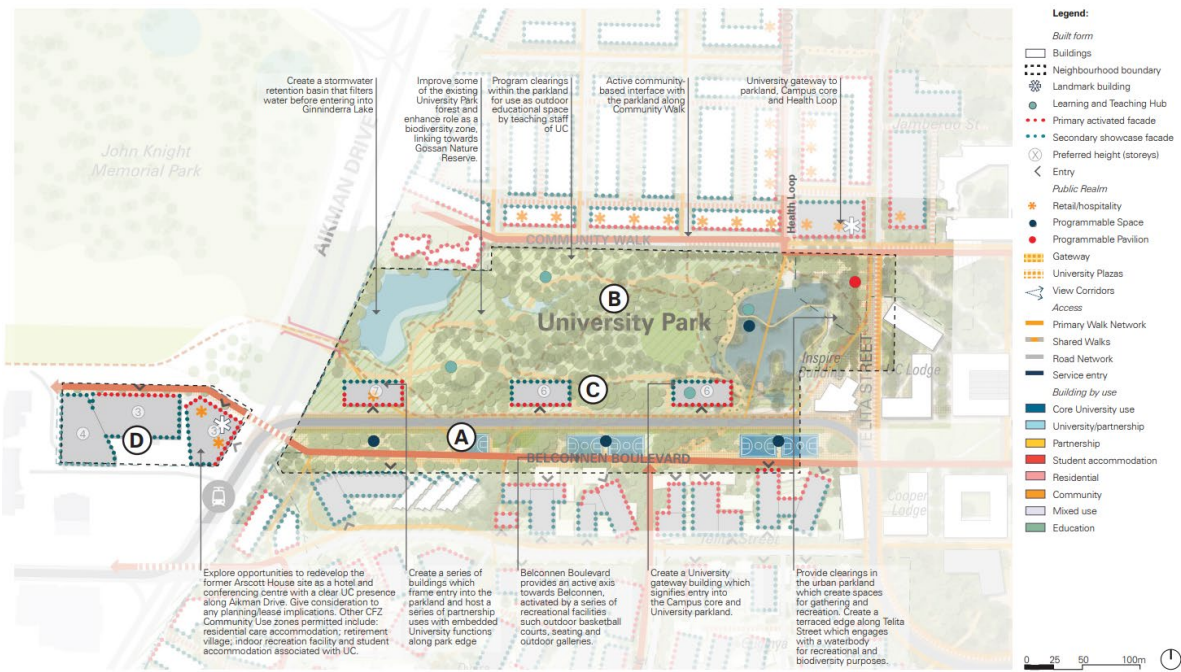 Create a stormwater
retention basin that filters
water before entering into
Ginninderra Lake
Improve some
of the existing
University Park
forest and
enhance role as a
biodiversity zone,
linking towards
Gossan Nature
Reserve.
Program clearings
within the parkland
for use as outdoor
educational space
by teaching staff
of UC
Active community-
based interface with
the parkland along
Community Walk
University gateway to
parkland, Campus
core and Health Loop
Jamberoo St
John Knight
Memorial Park
AIKMAN DRIVE
Health Loop
COMMUNITY WALK
B
University Park
Inspire
Building
UC Lodge
TELITA STREET
7
6
C
6
3
4
D
3
A
BELCONNEN BOULEVARD
Cooper
Lodge
Explore opportunities to redevelop the
former Arscott House site as a hotel and
conferencing centre with a clear UC presence
along Aikman Drive. Give consideration to
any planning/lease implications. Other CFZ
Community Use zones permitted include:
residential care accommodation; retirement
village; indoor recreation facility and student
accommodation associated with UC.
Create a series of
buildings which
frame entry into the
parkland and host a
series of partnership
uses with embedded
University functions
along park edge
Belconnen Boulevard
provides an active axis
towards Belconnen,
activated by a series of
recreational facilities
such outdoor basketball
courts, seating and
outdoor galleries.
Create a University
gateway building which
signifies entry into
the Campus core and
University parkland.
Provide clearings in
the urban parkland
which create spaces
for gathering and
recreation. Create a
terraced edge along Telita
Street which engages
with a waterbody
for recreational and
biodiversity purposes.
Legend:
Built form
Buildings
Neighbourhood boundary
Landmark building
Learning and Teaching Hub
Primary activated facade
Secondary showcase facade
X Preferred height (storeys)
Entry
Public Realm
Retail/hospitality
Programmable Space
Programmable Pavilion
Gateway
University Plazas
View Corridors
Access
Primary Walk Network
Shared Walks
Road Network
Service entry
Building by use
Core University use
University/partnership
Partnership
Student accommodation
Residential
Community
Mixed use
Education
0 25 50 100m